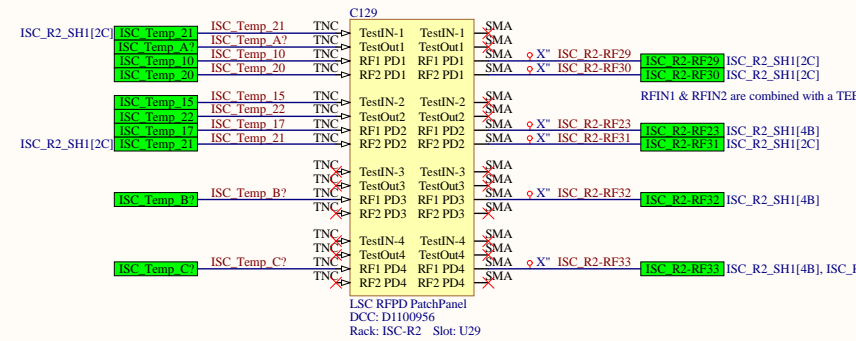 C129
ISC_R2_SH1[2C] ISC_Temp_21 ISC_Temp_21 TNC TestIN-1 TestIN-1 SMA
ISC_Temp_A? ISC_Temp_A? TNC TestOut1 TestOut1 SMA
ISC_Temp_10 ISC_Temp_10 TNC RF1 PD1 RF1 PD1 SMA X" ISC_R2-RF29 ISC_R2-RF29 ISC_R2_SH1[2C]
ISC_Temp_20 ISC_Temp_20 TNC RF2 PD1 RF2 PD1 SMA X" ISC_R2-RF30 ISC_R2-RF30 ISC_R2_SH1[2C]
RFIN1 & RFIN2 are combined with a TEE
ISC_Temp_15 ISC_Temp_15 TNC TestIN-2 TestIN-2 SMA
ISC_Temp_22 ISC_Temp_22 TNC TestOut2 TestOut2 SMA
ISC_Temp_17 ISC_Temp_17 TNC RF1 PD2 RF1 PD2 SMA X" ISC_R2-RF23 ISC_R2-RF23 ISC_R2_SH1[4B]
ISC_R2_SH1[2C] ISC_Temp_21 ISC_Temp_21 TNC RF2 PD2 RF2 PD2 SMA X" ISC_R2-RF31 ISC_R2-RF31 ISC_R2_SH1[2C]
TNC TestIN-3 TestIN-3 SMA
TNC TestOut3 TestOut3 SMA
ISC_Temp_B? ISC_Temp_B? TNC RF1 PD3 RF1 PD3 SMA X" ISC_R2-RF32 ISC_R2-RF32 ISC_R2_SH1[4B]
TNC RF2 PD3 RF2 PD3 SMA
TNC TestIN-4 TestIN-4 SMA
TNC TestOut4 TestOut4 SMA
ISC_Temp_C? ISC_Temp_C? TNC RF1 PD4 RF1 PD4 SMA X" ISC_R2-RF33 ISC_R2-RF33 ISC_R2_SH1[4B], ISC_
TNC RF2 PD4 RF2 PD4 SMA
LSC RFPD PatchPanel
DCC: D1100956
Rack: ISC-R2 Slot: U29